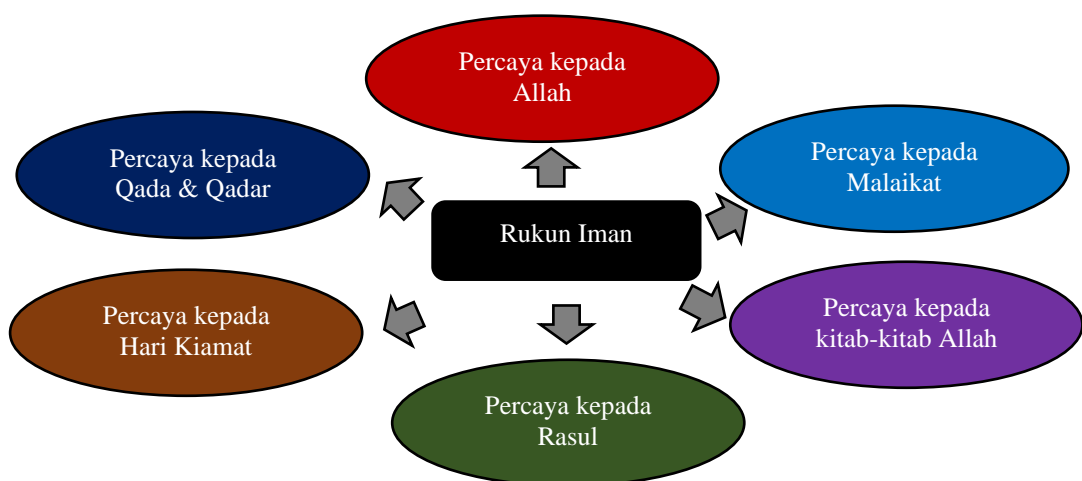 Percaya kepada
Allah
Percaya kepada
Qada & Qadar
Percaya kepada
Malaikat
Rukun Iman
Percaya kepada
Hari Kiamat
Percaya kepada
kitab-kitab Allah
Percaya kepada
Rasul